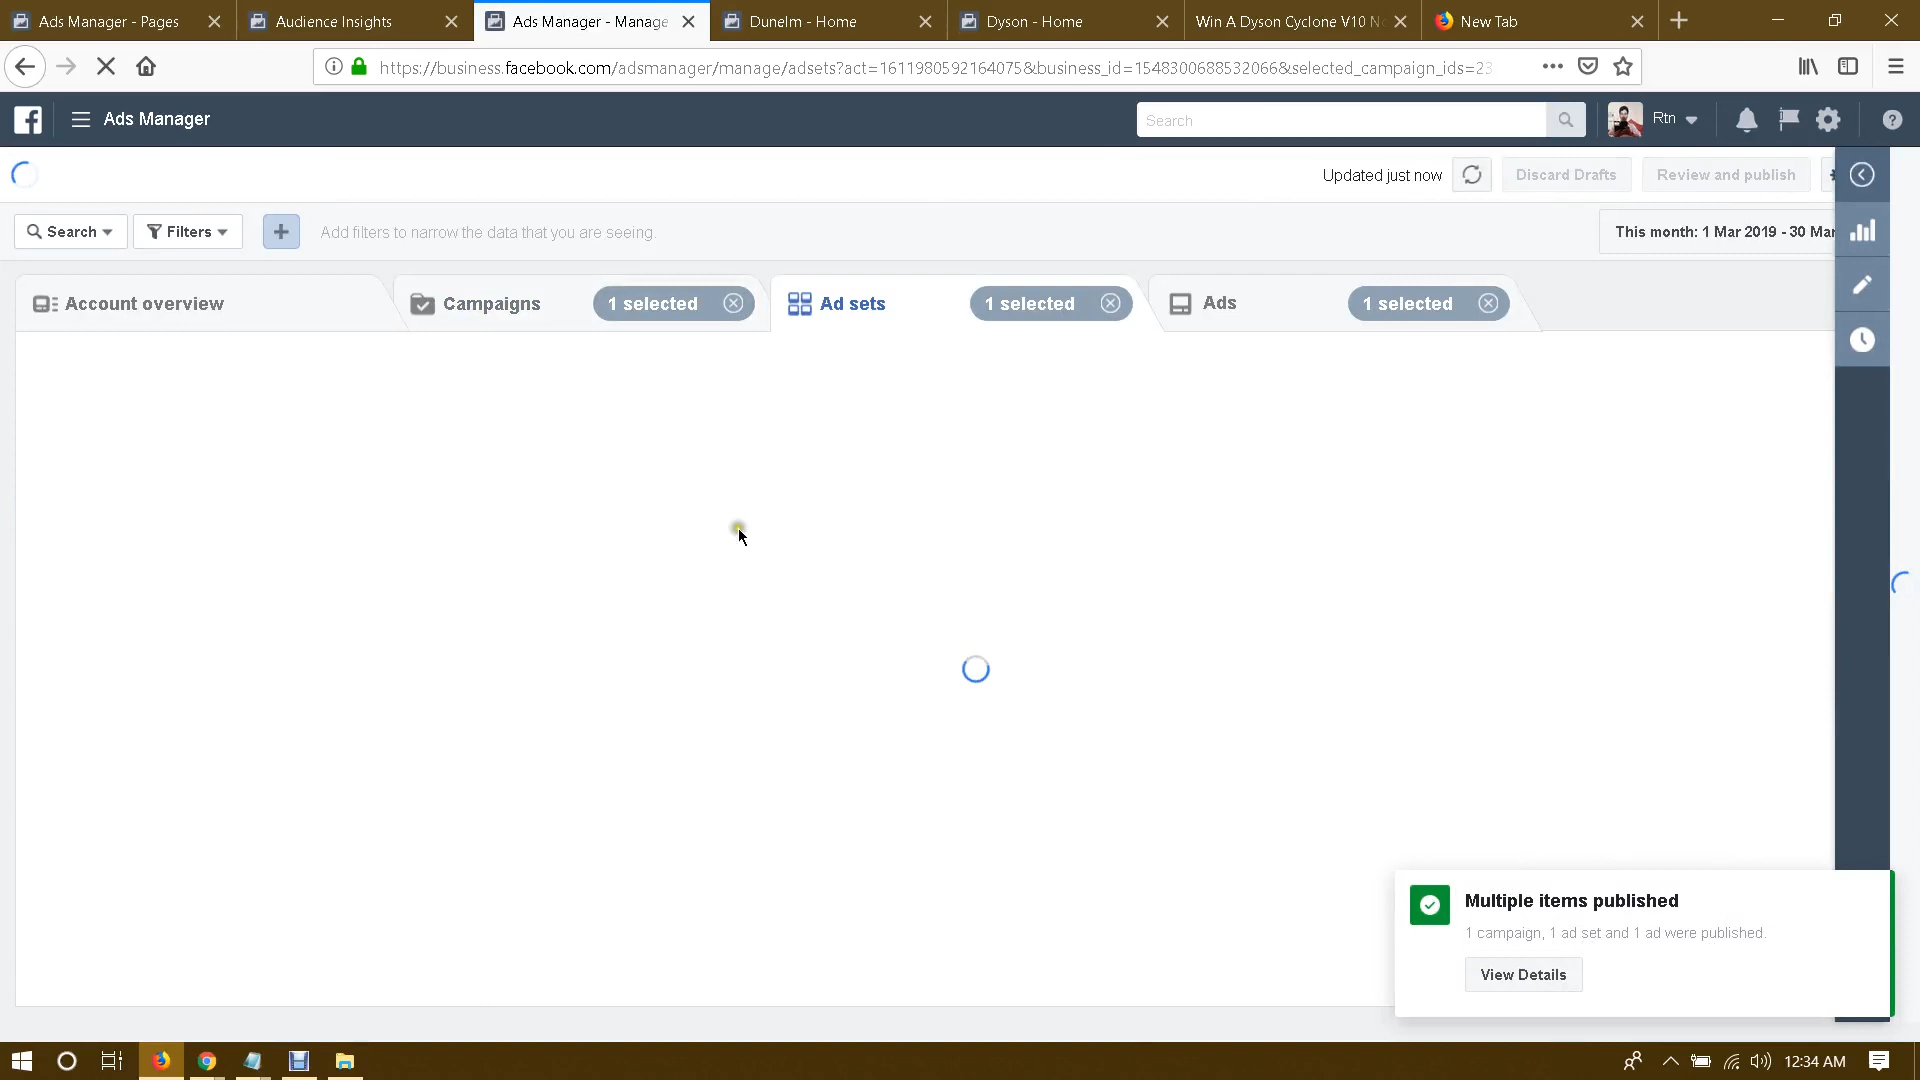 Ads Manager - Pages
Audience Insights
Ads Manager - Manage
Dunelm - Home
Dyson - Home
Win A Dyson Cyclone V10 N
New Tab
https://business.facebook.com/adsmanager/manage/adsets?act=1611980592164075&business_id=1548300688532066&selected_campaign_ids=23
Ads Manager
Search
Rtn
Updated just now
Discard Drafts
Review and publish
Search
Filters
Add filters to narrow the data that you are seeing.
This month: 1 Mar 2019 - 30 Mar
Account overview
Campaigns
1 selected
Ad sets
1 selected
Ads
1 selected
Multiple items published
1 campaign, 1 ad set and 1 ad were published.
View Details
12:34 AM